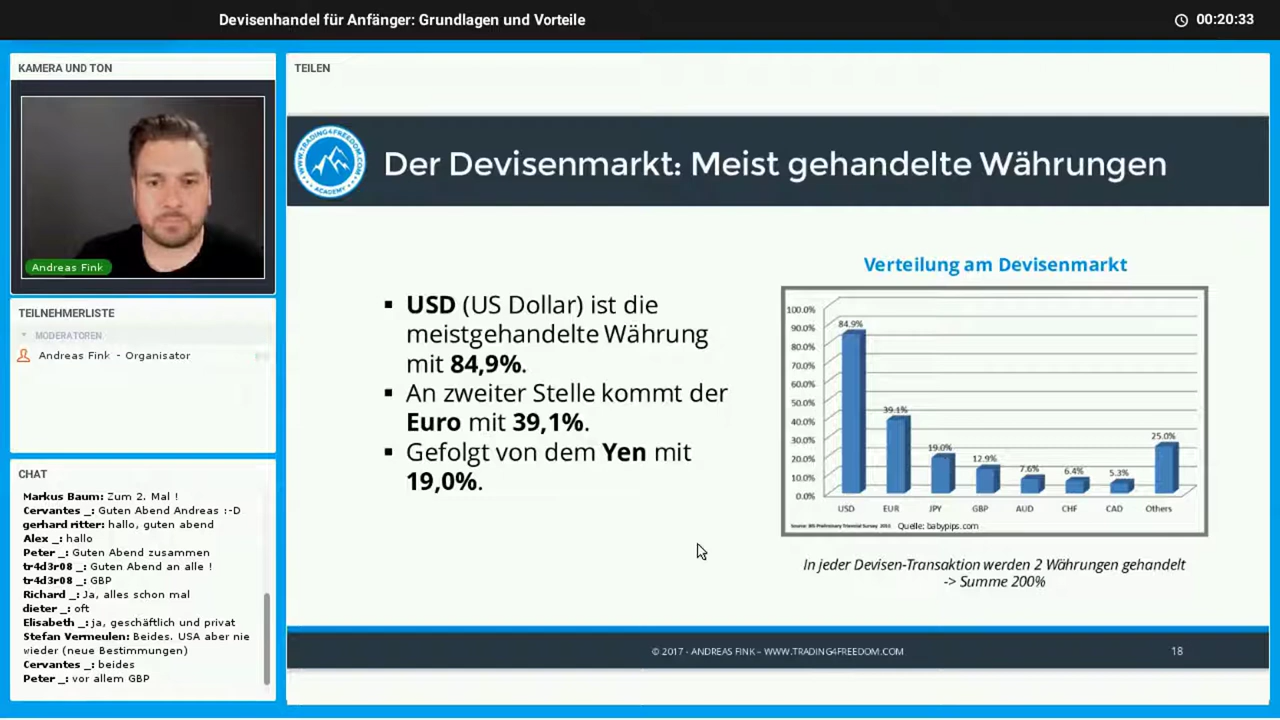 Devisenhandel für Anfänger: Grundlagen und Vorteile
00:20:33
KAMERA UND TON
Andreas Fink
TEILNEHMERLISTE
MODERATOREN
Andreas Fink - Organisator
CHAT
Markus Baum: Zum 2. Mal !
Cervantes _: Guten Abend Andreas :-D
gerhard ritter: hallo, guten abend
Alex _: hallo
Peter _: Guten Abend zusammen
tr4d3r08 _: Guten Abend an alle !
tr4d3r08 _: GBP
Richard _: Ja, alles schon mal
dieter _: oft
Elisabeth _: ja, geschäftlich und privat
Stefan Vermeulen: Beides. USA aber nie
wieder (neue Bestimmungen)
Cervantes _: beides
Peter _: vor allem GBP
TEILEN
WWW.TRADING4FREEDOM.COM
ACADEMY
Der Devisenmarkt: Meist gehandelte Währungen
▪ USD (US Dollar) ist die
meistgehandelte Währung
mit 84,9%.
▪ An zweiter Stelle kommt der
Euro mit 39,1%.
▪ Gefolgt von dem Yen mit
19,0%.
Verteilung am Devisenmarkt
100.0%
90.0%
80.0%
70.0%
60.0%
50.0%
40.0%
30.0%
20.0%
10.0%
0.0%
84.9%
39.1%
19.0%
12.9%
7.6%
6.4%
5.3%
25.0%
USD EUR JPY GBP AUD CHF CAD Others
Quelle: babypips.com
In jeder Devisen-Transaktion werden 2 Währungen gehandelt
-> Summe 200%
© 2017 - ANDREAS FINK – WWW.TRADING4FREEDOM.COM
18